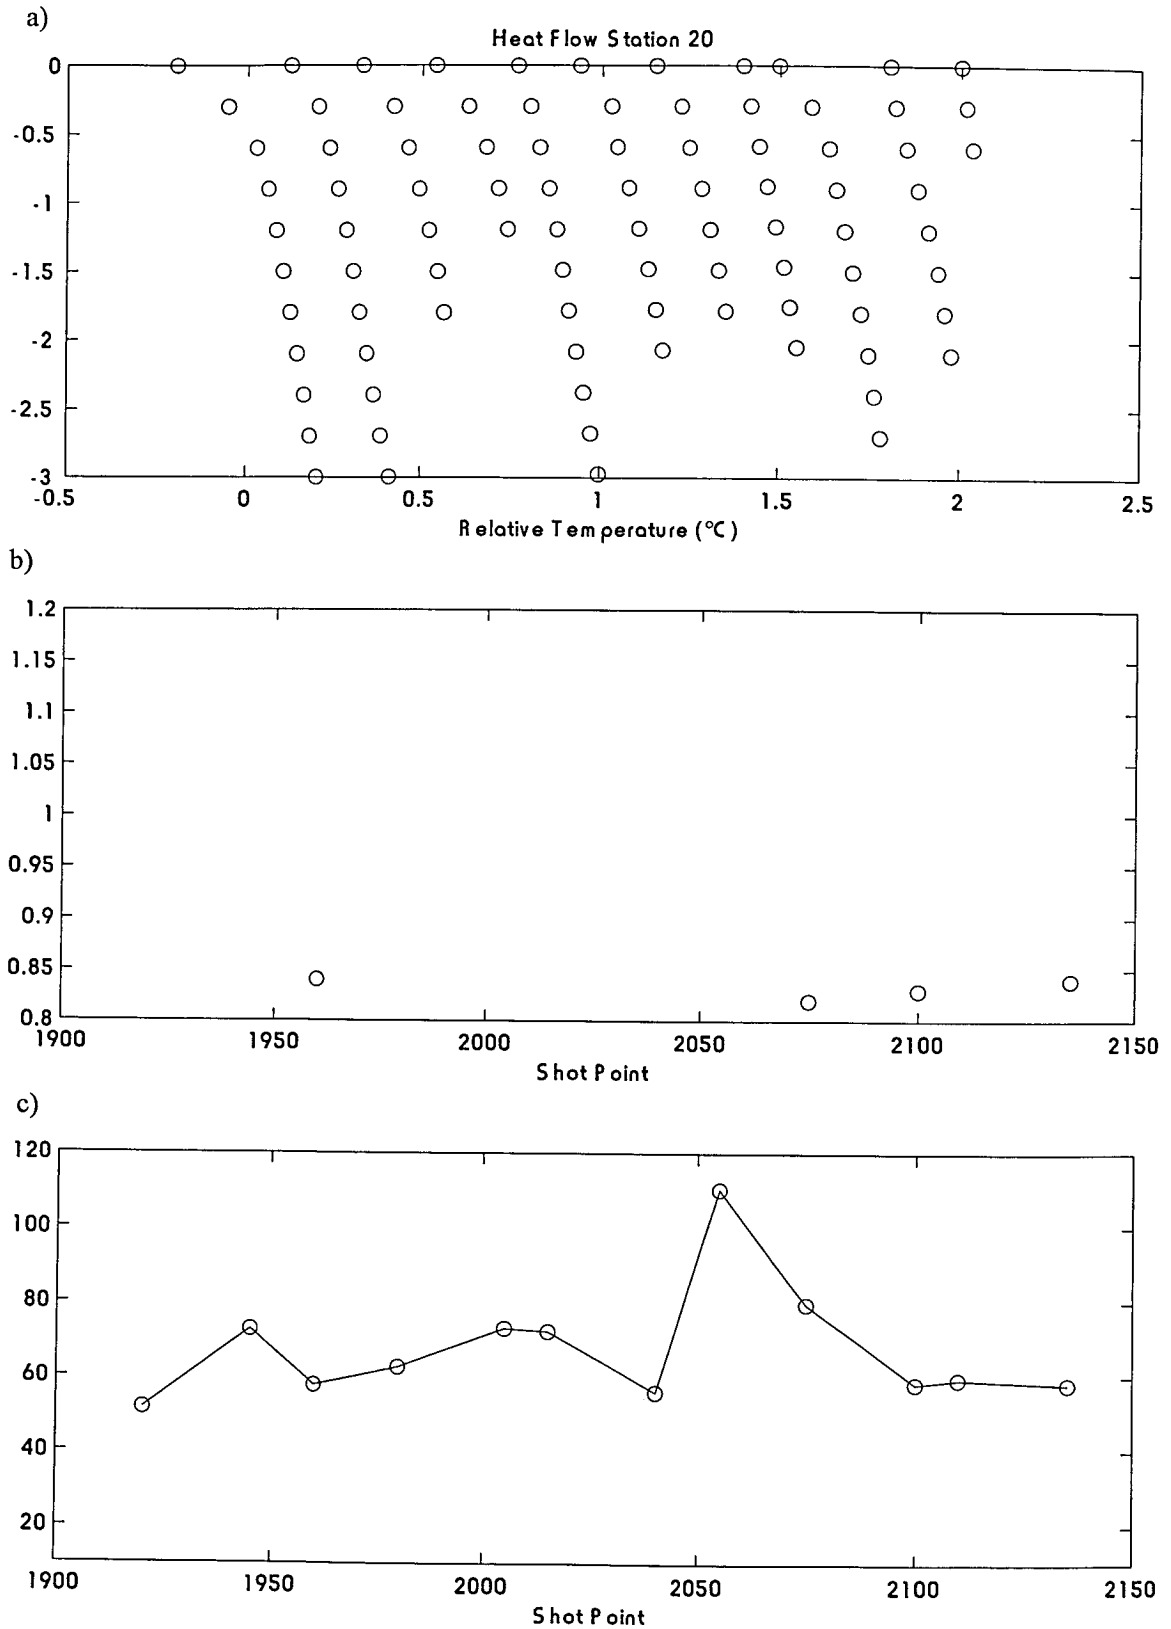 a)
Heat Flow Station 20
0
-0.5
-1
-1.5
-2
-2.5
-3
-0.5 0 0.5 1 1.5 2 2.5
Relative Temperature (°C)
b)
1.2
1.15
1.1
1.05
1
0.95
0.9
0.85
0.8
1900 1950 2000 2050 2100 2150
Shot Point
c)
120
100
80
60
40
20
1900 1950 2000 2050 2100 2150
Shot Point